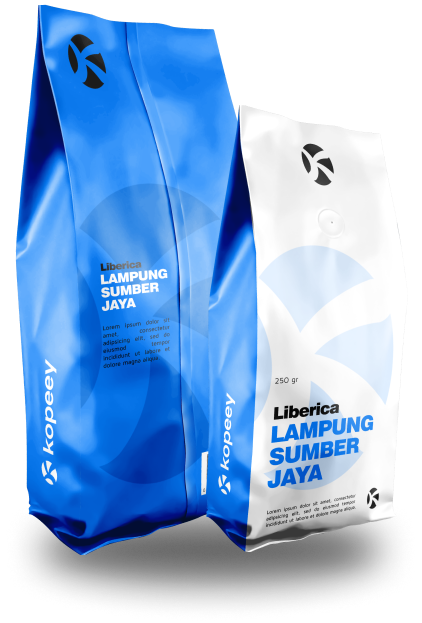 Liberica
LAMPUNG
SUMBER
JAYA
Lorem ipsum dolor sit
amet, consectetur
adipiscing elit, sed do
eiusmod tempor
incididunt ut labore et
dolore magna aliqua.
kopeey
250 gr
Liberica
LAMPUNG
SUMBER
JAYA
Lorem ipsum dolor sit amet, consectetur
adipiscing elit, sed do eiusmod tempor
incididunt ut labore et dolore magna aliqua.
kopeey